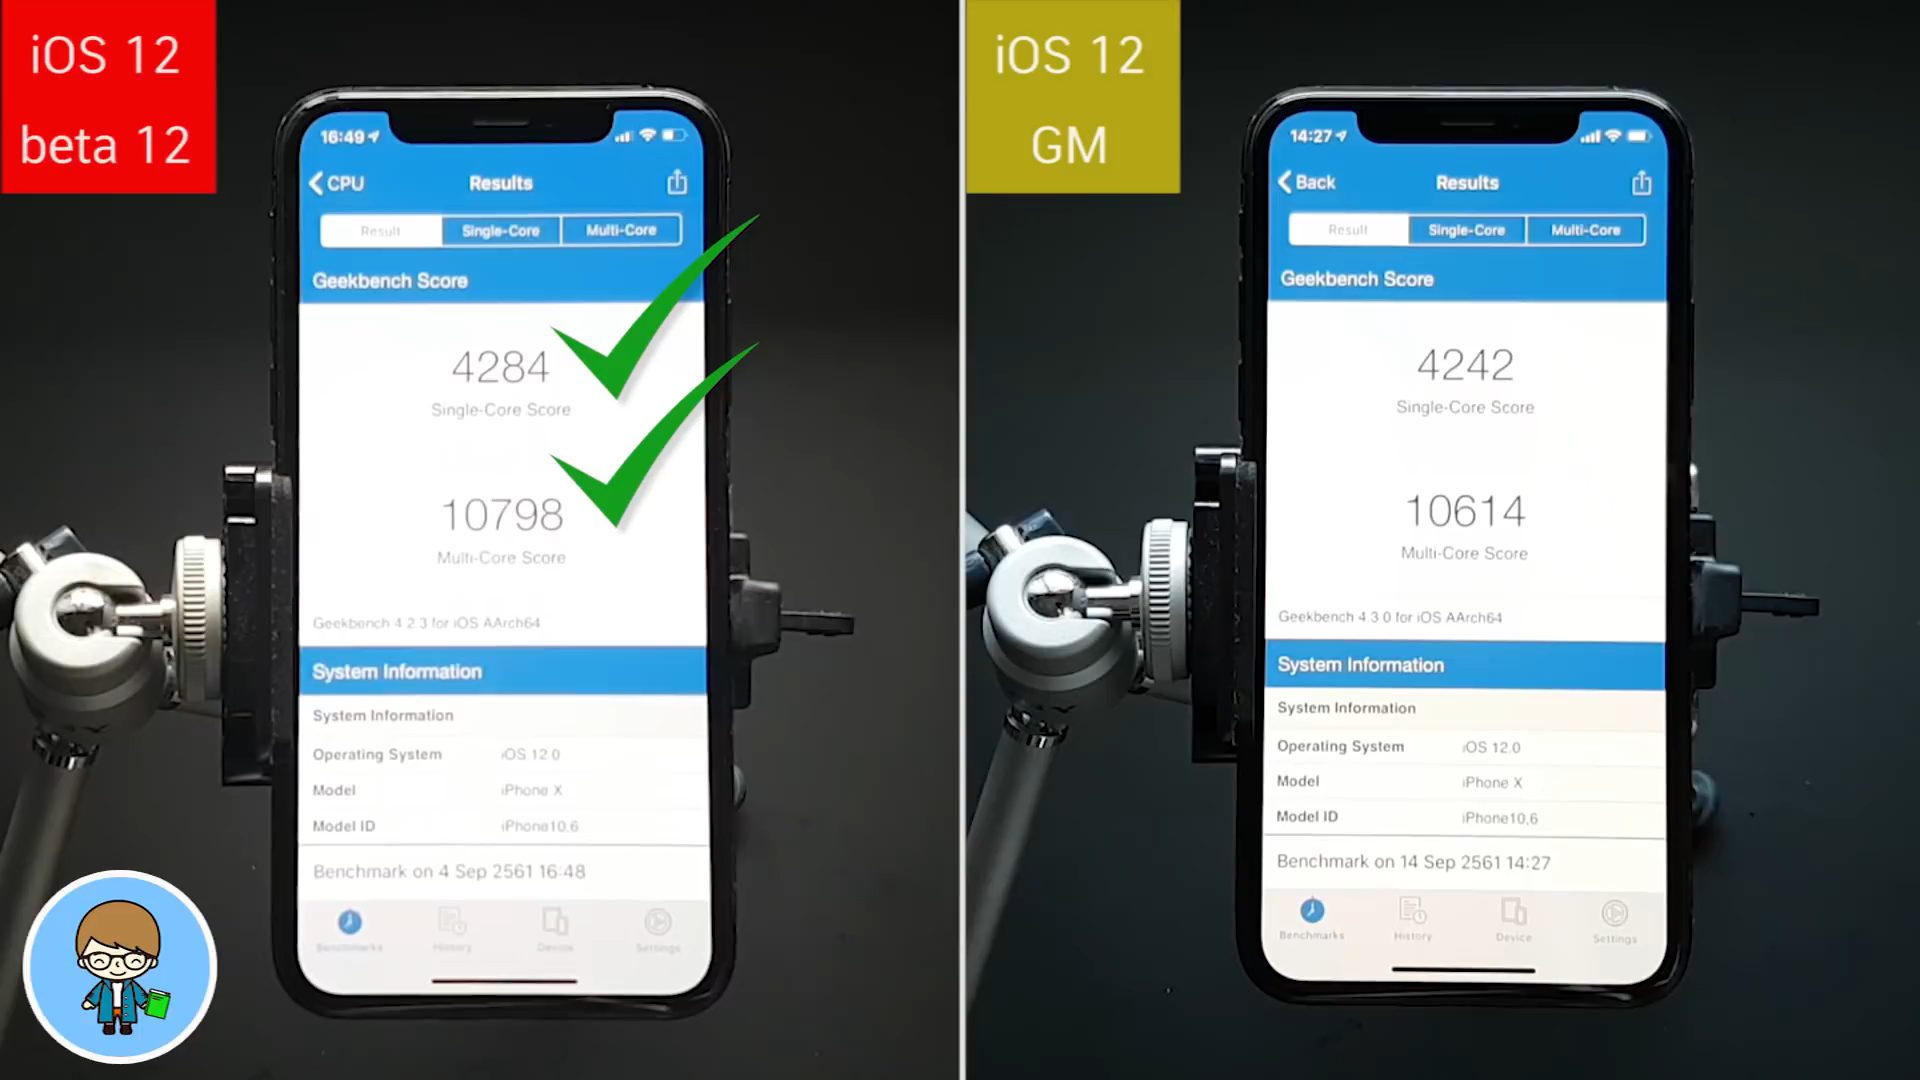 iOS 12
beta 12
16:49
CPU
Results
Result
Single-Core
Multi-Core
Geekbench Score
4284
Single-Core Score
10798
Multi-Core Score
Geekbench 4.2.3 for iOS AArch64
System Information
System Information
Operating System iOS 12.0
Model iPhone X
Model ID iPhone10,6
Benchmark on 4 Sep 2561 16:48
Benchmarks
History
Device
Settings
iOS 12
GM
14:27
Back
Results
Result
Single-Core
Multi-Core
Geekbench Score
4242
Single-Core Score
10614
Multi-Core Score
Geekbench 4.3.0 for iOS AArch64
System Information
System Information
Operating System iOS 12.0
Model iPhone X
Model ID iPhone10,6
Benchmark on 14 Sep 2561 14:27
Benchmarks
History
Device
Settings